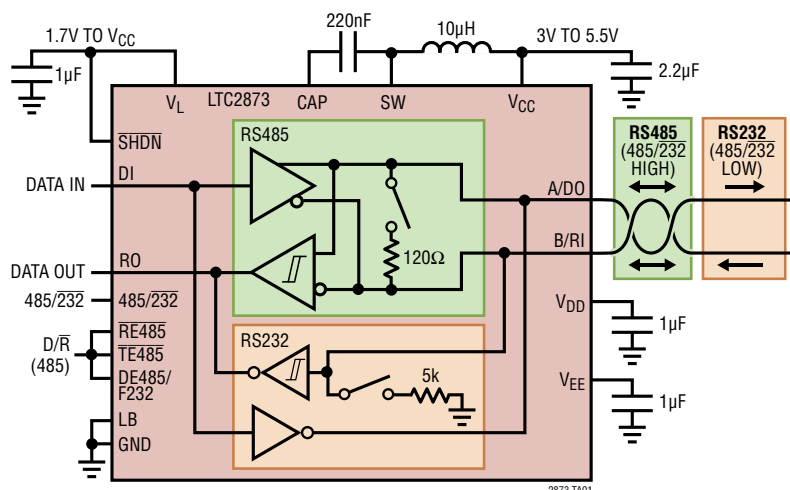 220nF
10µH
1.7V TO VCC
3V TO 5.5V
1µF
2.2µF
VL
LTC2873
CAP
SW
VCC
SHDN
RS485
RS485
(485/232
HIGH)
RS232
(485/232
LOW)
DI
DATA IN
A/DO
B/RI
120Ω
RO
DATA OUT
485/232
485/232
VDD
1µF
RE485
D/R
(485)
TE485
DE485/
F232
RS232
5k
VEE
1µF
LB
GND
2873 TA01